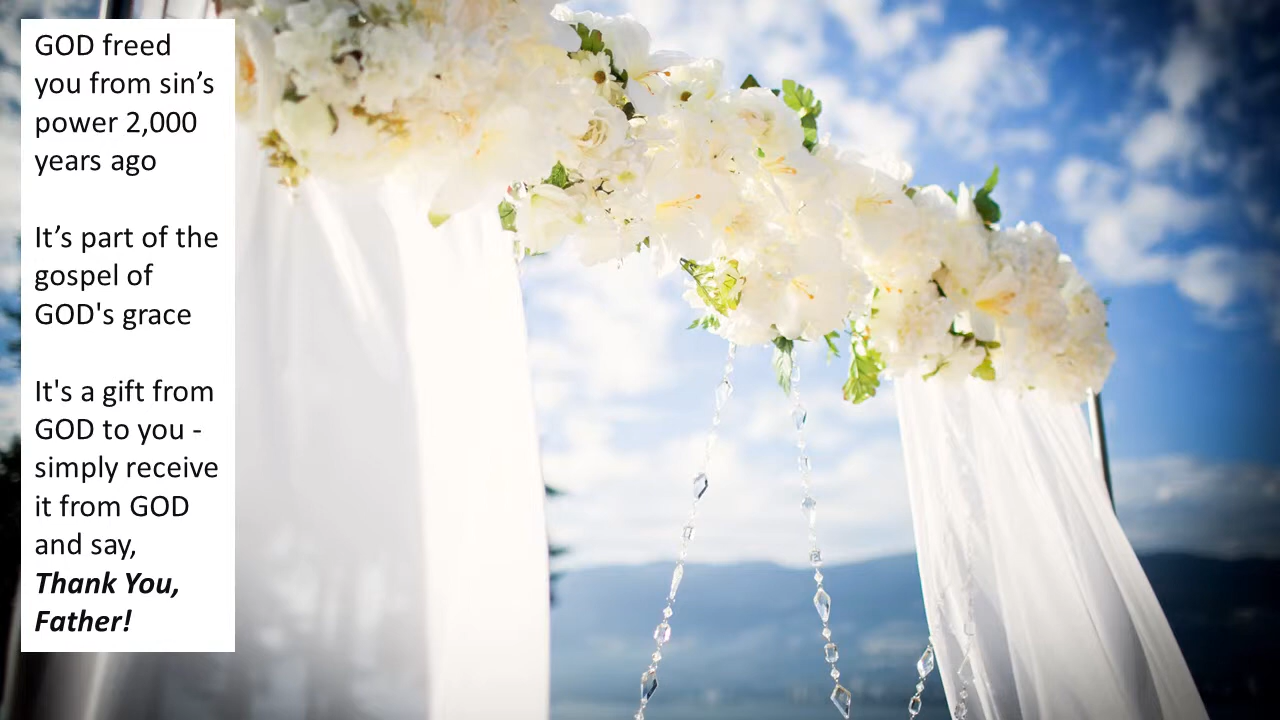 GOD freed
you from sin’s
power 2,000
years ago
It’s part of the
gospel of
GOD's grace
It's a gift from
GOD to you -
simply receive
it from GOD
and say,
Thank You,
Father!